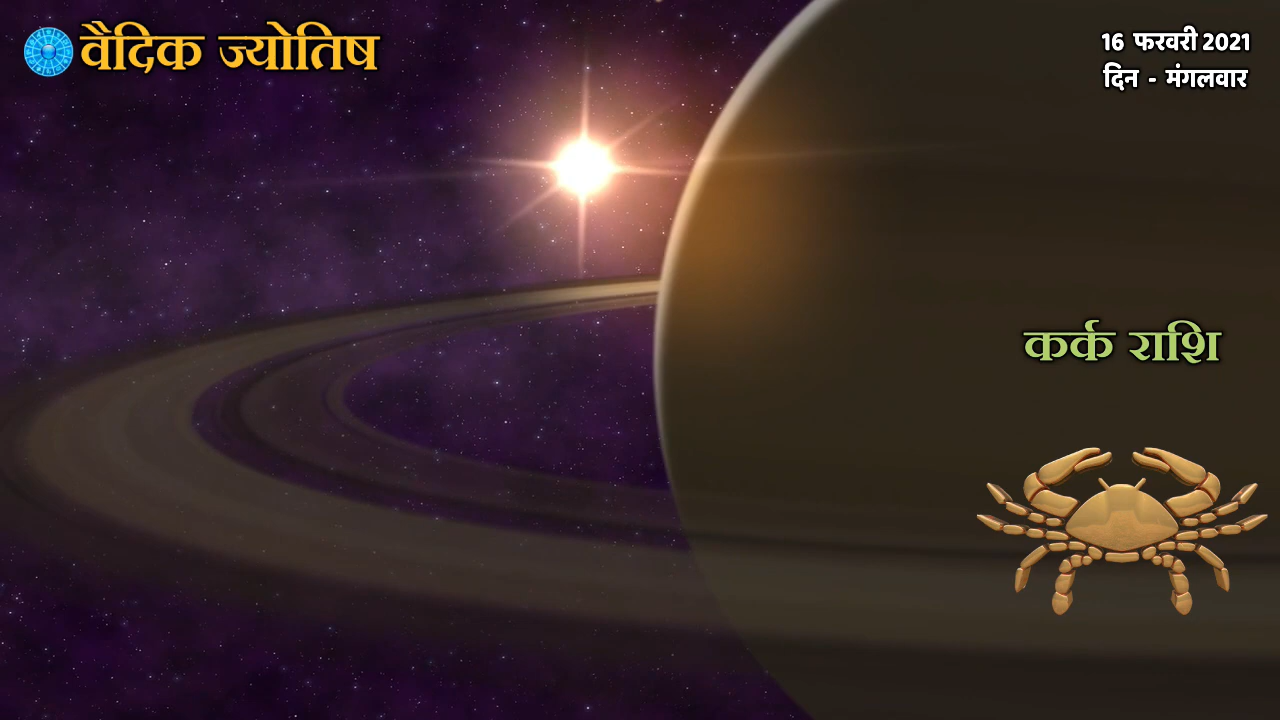 वैदिक ज्योतिष
16 फरवरी 2021
दिन - मंगलवार
कर्क राशि